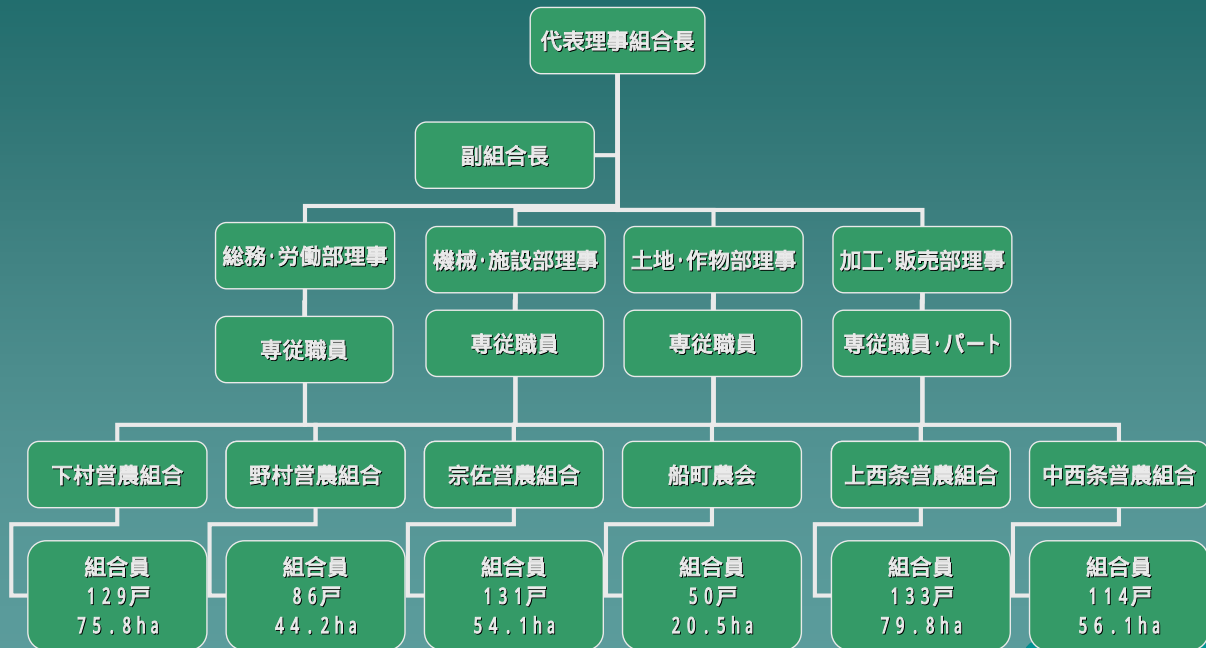 代表理事組合長
副組合長
総務･労働部理事
機械･施設部理事
土地･作物部理事
加工･販売部理事
専従職員
専従職員
専従職員
専従職員･パート
下村営農組合
野村営農組合
宗佐営農組合
船町農会
上西条営農組合
中西条営農組合
組合員
129戸
75.8ha
組合員
86戸
44.2ha
組合員
131戸
54.1ha
組合員
50戸
20.5ha
組合員
133戸
79.8ha
組合員
114戸
56.1ha